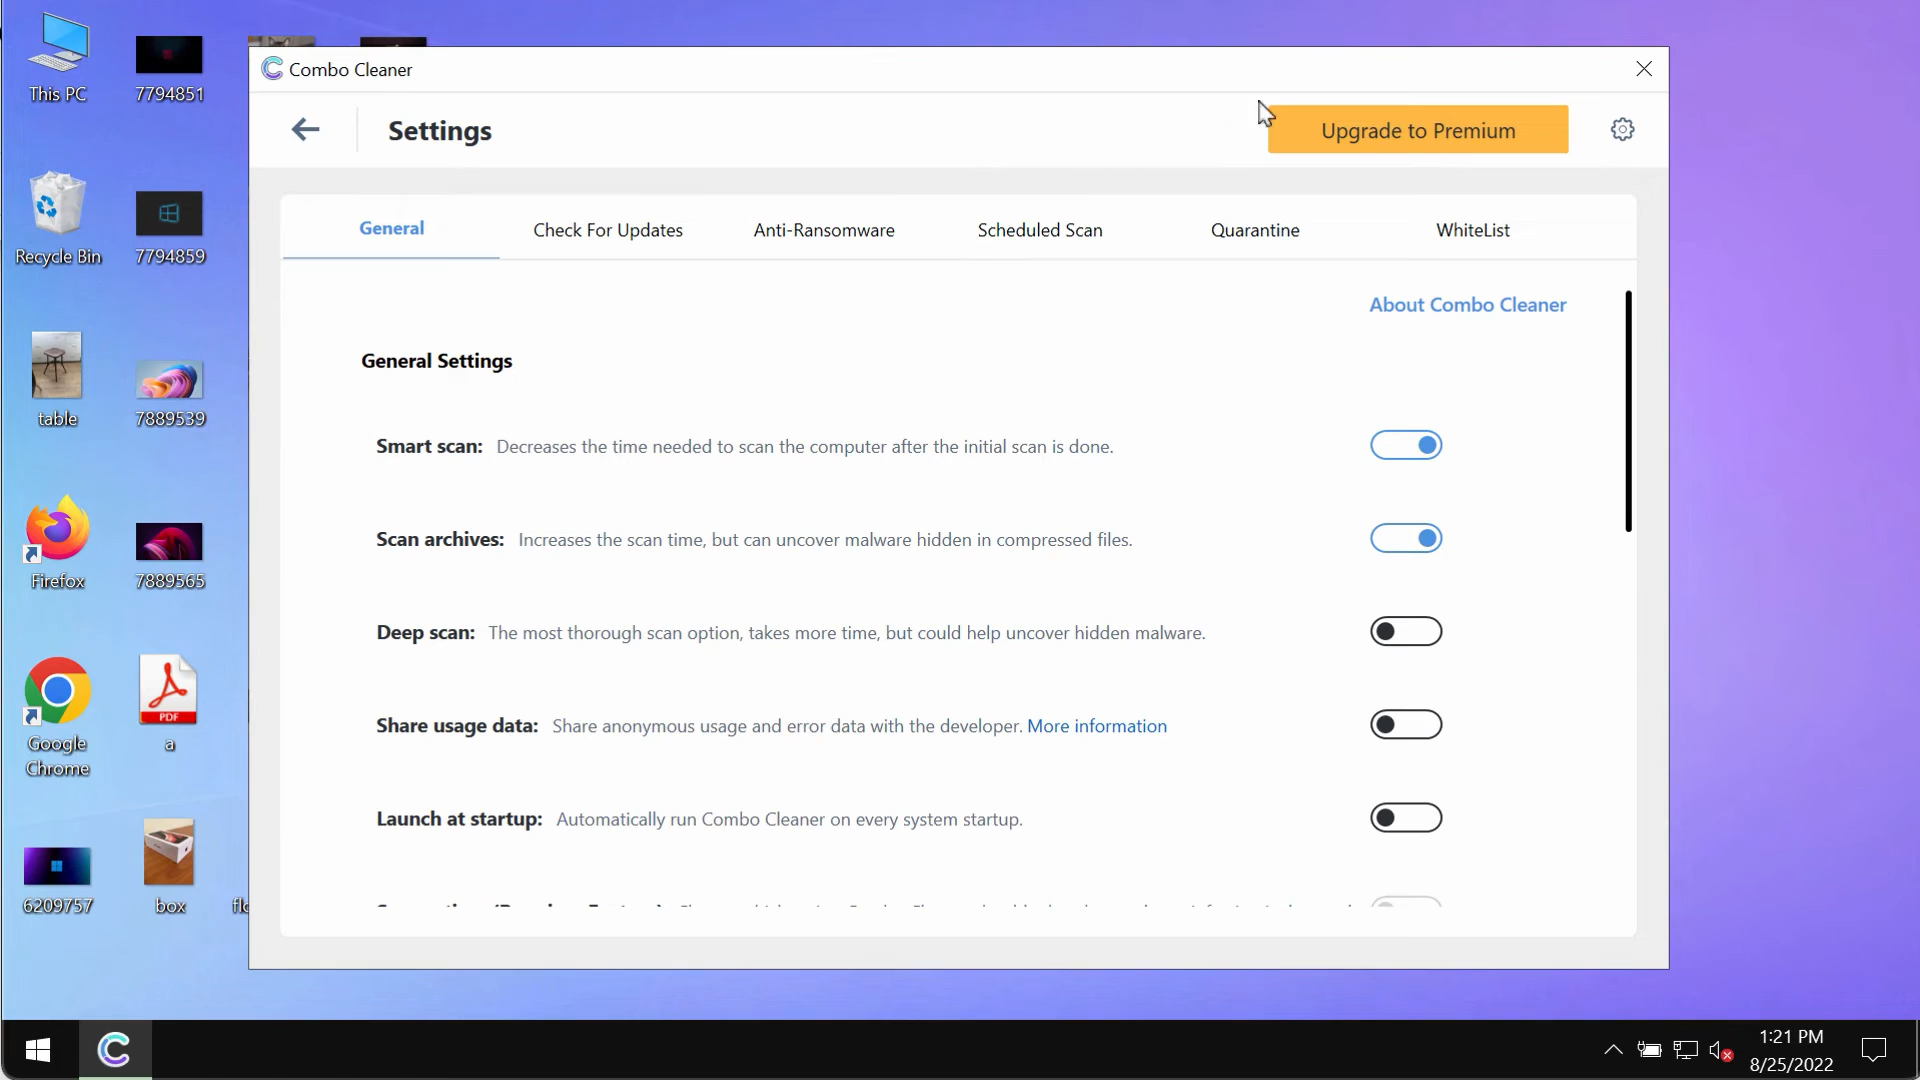 Combo Cleaner
Settings
Upgrade to Premium
General
Check For Updates
Anti-Ransomware
Scheduled Scan
Quarantine
WhiteList
About Combo Cleaner
General Settings
Smart scan: Decreases the time needed to scan the computer after the initial scan is done.
Scan archives: Increases the scan time, but can uncover malware hidden in compressed files.
Deep scan: The most thorough scan option, takes more time, but could help uncover hidden malware.
Share usage data: Share anonymous usage and error data with the developer. More information
Launch at startup: Automatically run Combo Cleaner on every system startup.
This PC
7794851
Recycle Bin
7794859
table
7889539
Firefox
7889565
Google
Chrome
PDF
a
6209757
box
1:21 PM
8/25/2022